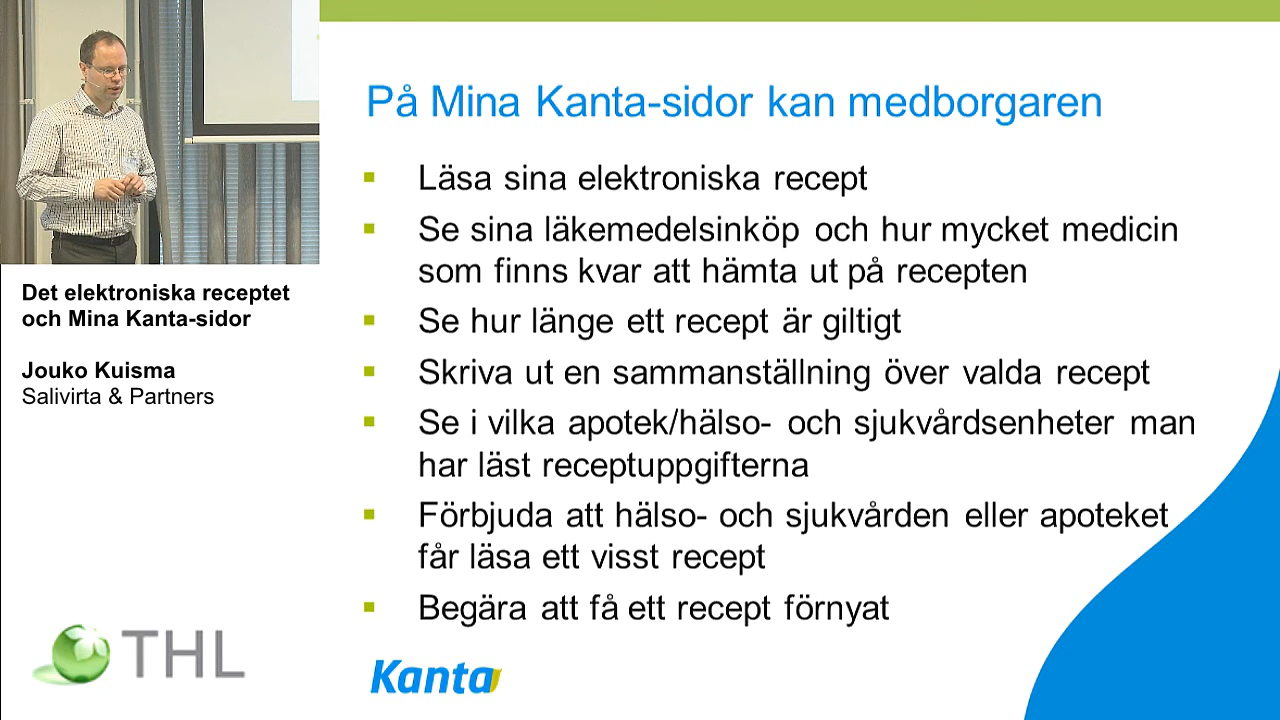 Det elektroniska receptet
och Mina Kanta-sidor
Jouko Kuisma
Salivirta & Partners
THL
På Mina Kanta-sidor kan medborgaren
Läsa sina elektroniska recept
Se sina läkemedelsinköp och hur mycket medicin
som finns kvar att hämta ut på recepten
Se hur länge ett recept är giltigt
Skriva ut en sammanställning över valda recept
Se i vilka apotek/hälso- och sjukvårdsenheter man
har läst receptuppgifterna
Förbjuda att hälso- och sjukvården eller apoteket
får läsa ett visst recept
Begära att få ett recept förnyat
Kanta